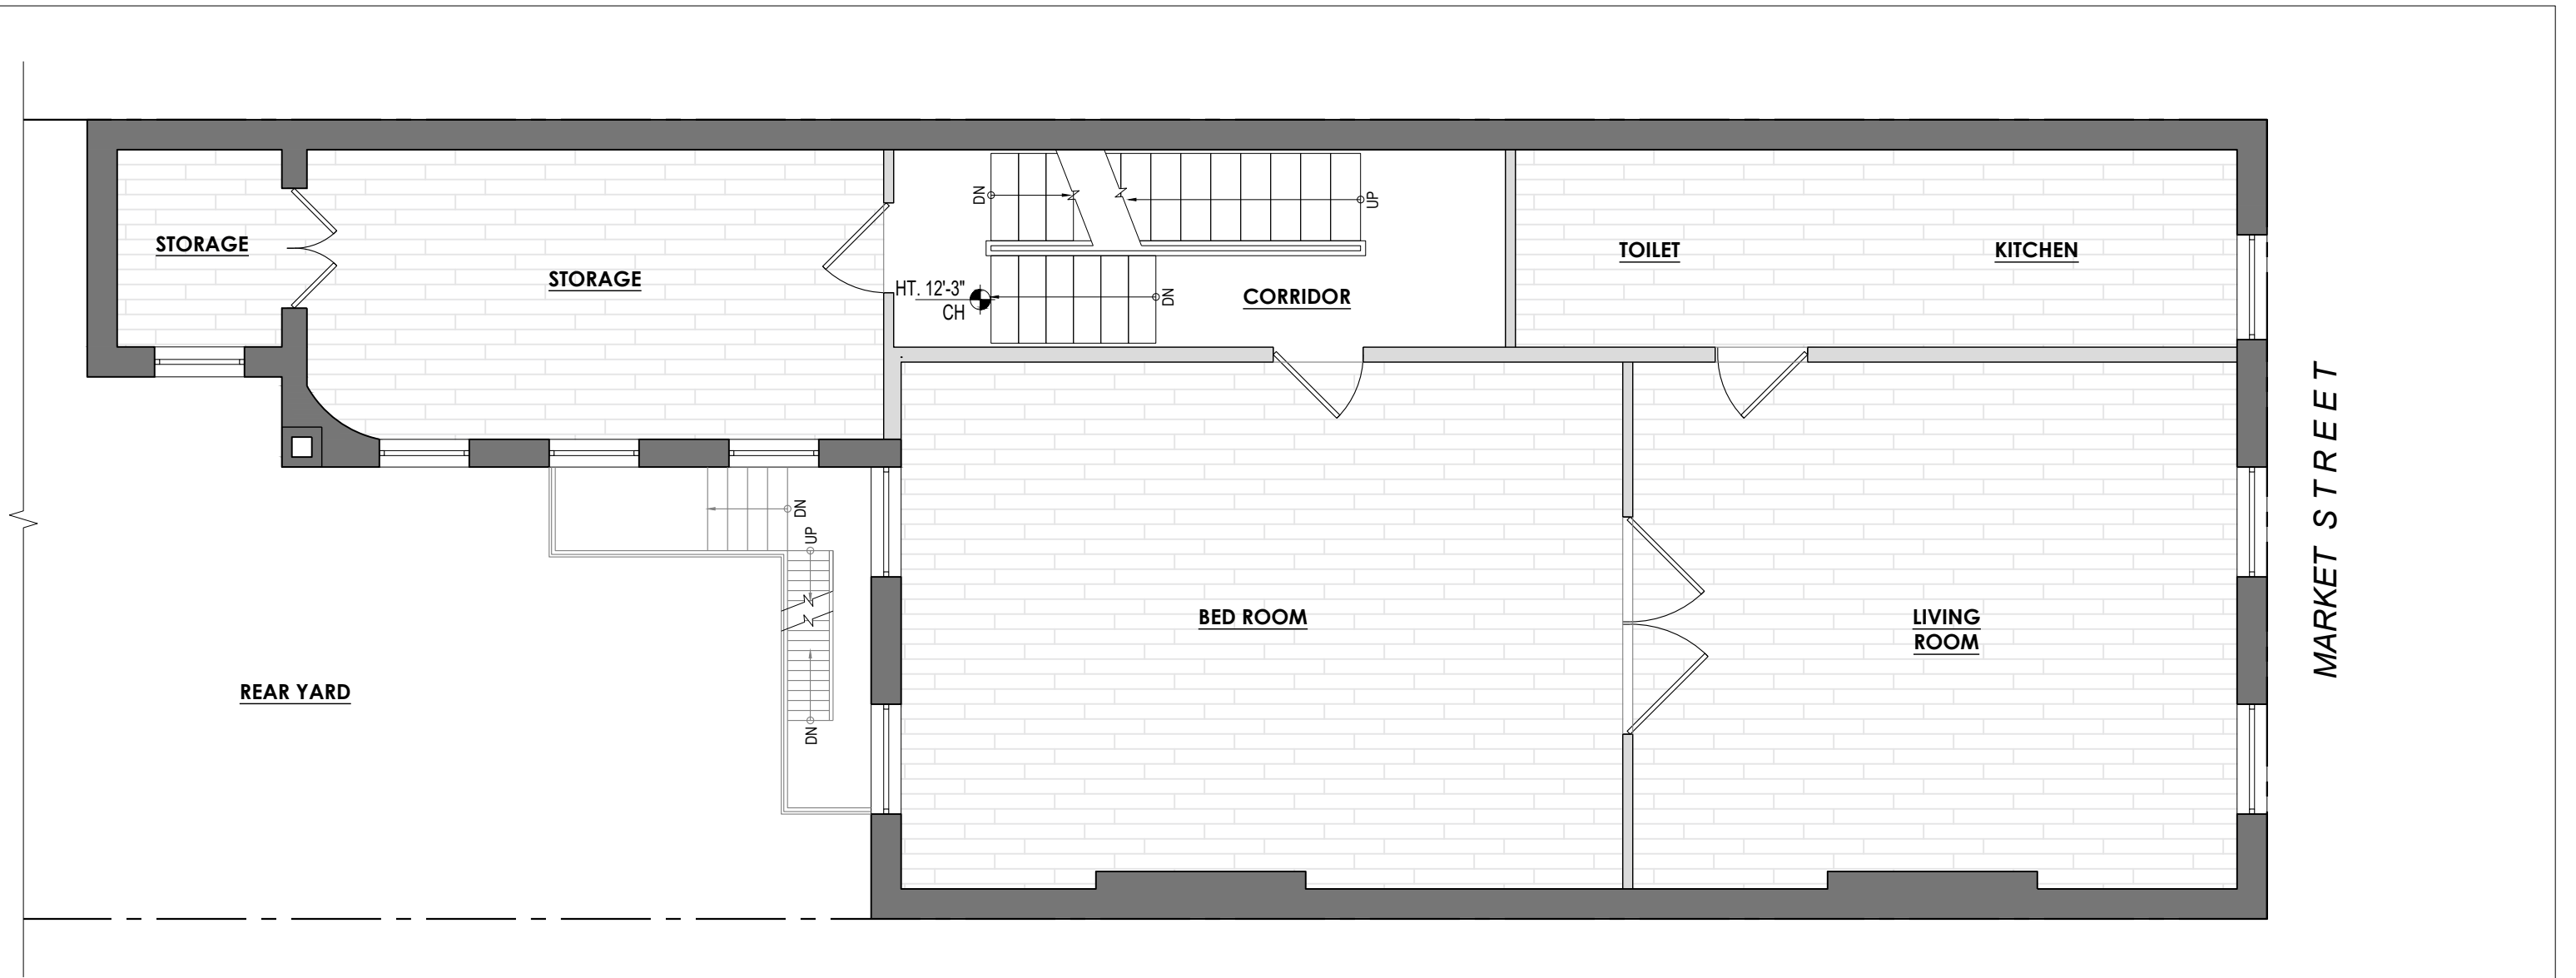 DN
UP
STORAGE
STORAGE
TOILET
KITCHEN
HT. 12'-3"
CH
DN
CORRIDOR
MARKET STREET
DN
UP
BED ROOM
LIVING
ROOM
REAR YARD
DN